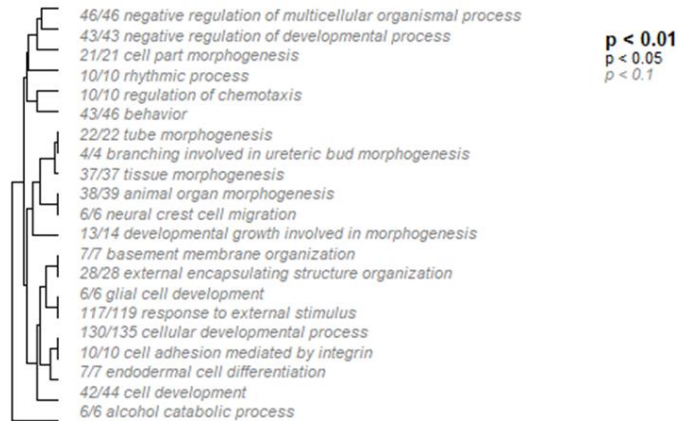 46/46 negative regulation of multicellular organismal process
43/43 negative regulation of developmental process
21/21 cell part morphogenesis
10/10 rhythmic process
10/10 regulation of chemotaxis
43/46 behavior
22/22 tube morphogenesis
4/4 branching involved in ureteric bud morphogenesis
37/37 tissue morphogenesis
38/39 animal organ morphogenesis
6/6 neural crest cell migration
13/14 developmental growth involved in morphogenesis
7/7 basement membrane organization
28/28 external encapsulating structure organization
6/6 glial cell development
117/119 response to external stimulus
130/135 cellular developmental process
10/10 cell adhesion mediated by integrin
7/7 endodermal cell differentiation
42/44 cell development
6/6 alcohol catabolic process
p < 0.01
p < 0.05
p < 0.1